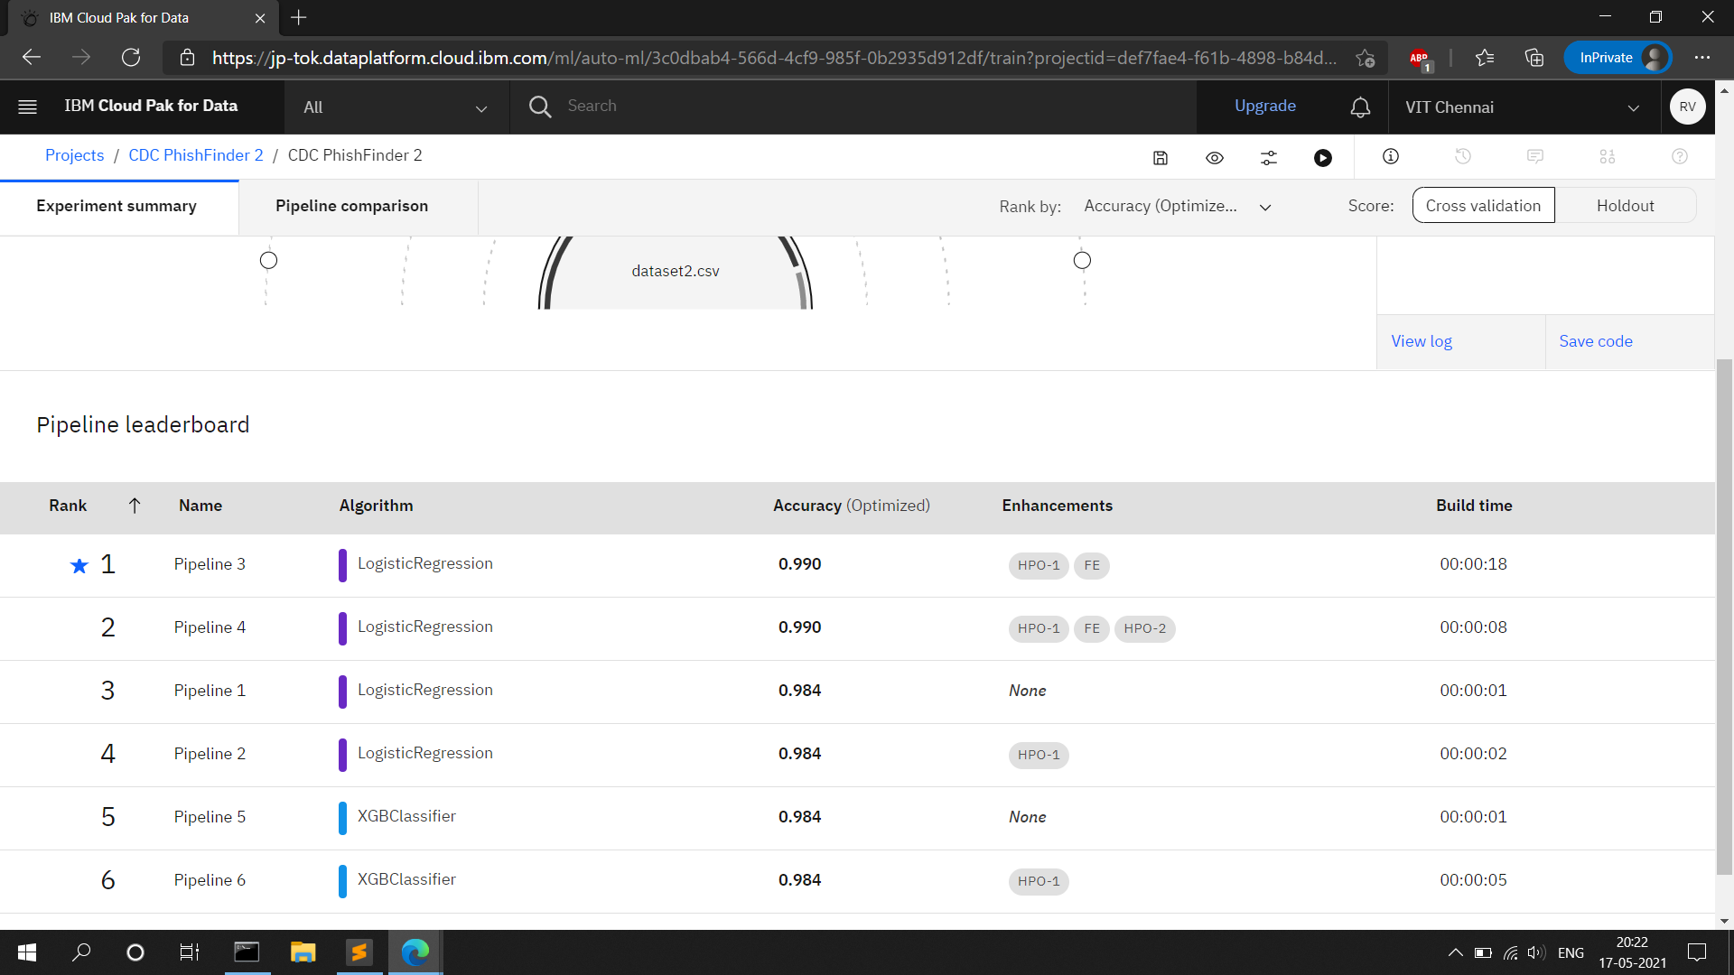 IBM Cloud Pak for Data
https://jp-tok.dataplatform.cloud.ibm.com/ml/auto-ml/3c0dbab4-566d-4cf9-985f-0b2935d912df/train?projectid=def7fae4-f61b-4898-b84d...
ABP
1
InPrivate
IBM Cloud Pak for Data
All
Search
Upgrade
VIT Chennai
RV
Projects / CDC PhishFinder 2 / CDC PhishFinder 2
Experiment summary
Pipeline comparison
Rank by: Accuracy (Optimize...
Score: Cross validation Holdout
dataset2.csv
View log
Save code
Pipeline leaderboard
Rank Name Algorithm Accuracy (Optimized) Enhancements Build time
1 Pipeline 3 LogisticRegression 0.990 HPO-1 FE 00:00:18
2 Pipeline 4 LogisticRegression 0.990 HPO-1 FE HPO-2 00:00:08
3 Pipeline 1 LogisticRegression 0.984 None 00:00:01
4 Pipeline 2 LogisticRegression 0.984 HPO-1 00:00:02
5 Pipeline 5 XGBClassifier 0.984 None 00:00:01
6 Pipeline 6 XGBClassifier 0.984 HPO-1 00:00:05
ENG
20:22
17-05-2021